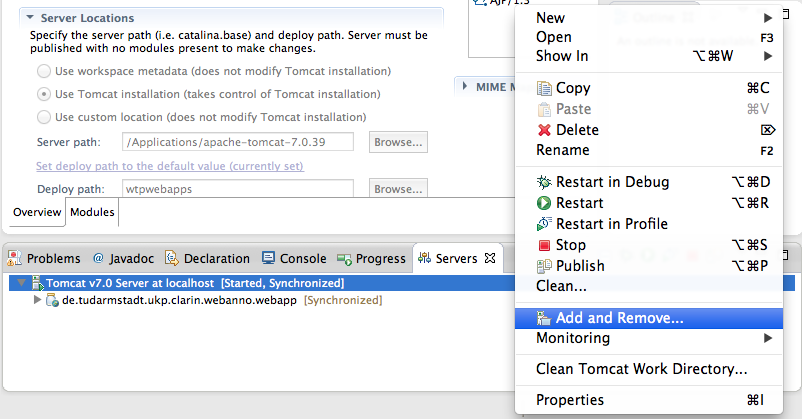 Server Locations
Specify the server path (i.e. catalina.base) and deploy path. Server must be
published with no modules present to make changes.
Use workspace metadata (does not modify Tomcat installation)
Use Tomcat installation (takes control of Tomcat installation)
Use custom location (does not modify Tomcat installation)
Server path: /Applications/apache-tomcat-7.0.39 Browse...
Set deploy path to the default value (currently set)
Deploy path: wtpwebapps Browse...
Overview Modules
AJP/1.3
MIME M
Problems @ Javadoc Declaration Console Progress Servers
Tomcat v7.0 Server at localhost [Started, Synchronized]
de.tudarmstadt.ukp.clarin.webanno.webapp [Synchronized]
New
Open F3
Show In ⌥⌘W
Copy ⌘C
Paste ⌘V
Delete ⌦
Rename F2
Restart in Debug ⌥⌘D
Restart ⌥⌘R
Restart in Profile
Stop ⌥⌘S
Publish ⌥⌘P
Clean...
Add and Remove...
Monitoring
Clean Tomcat Work Directory...
Properties ⌘I